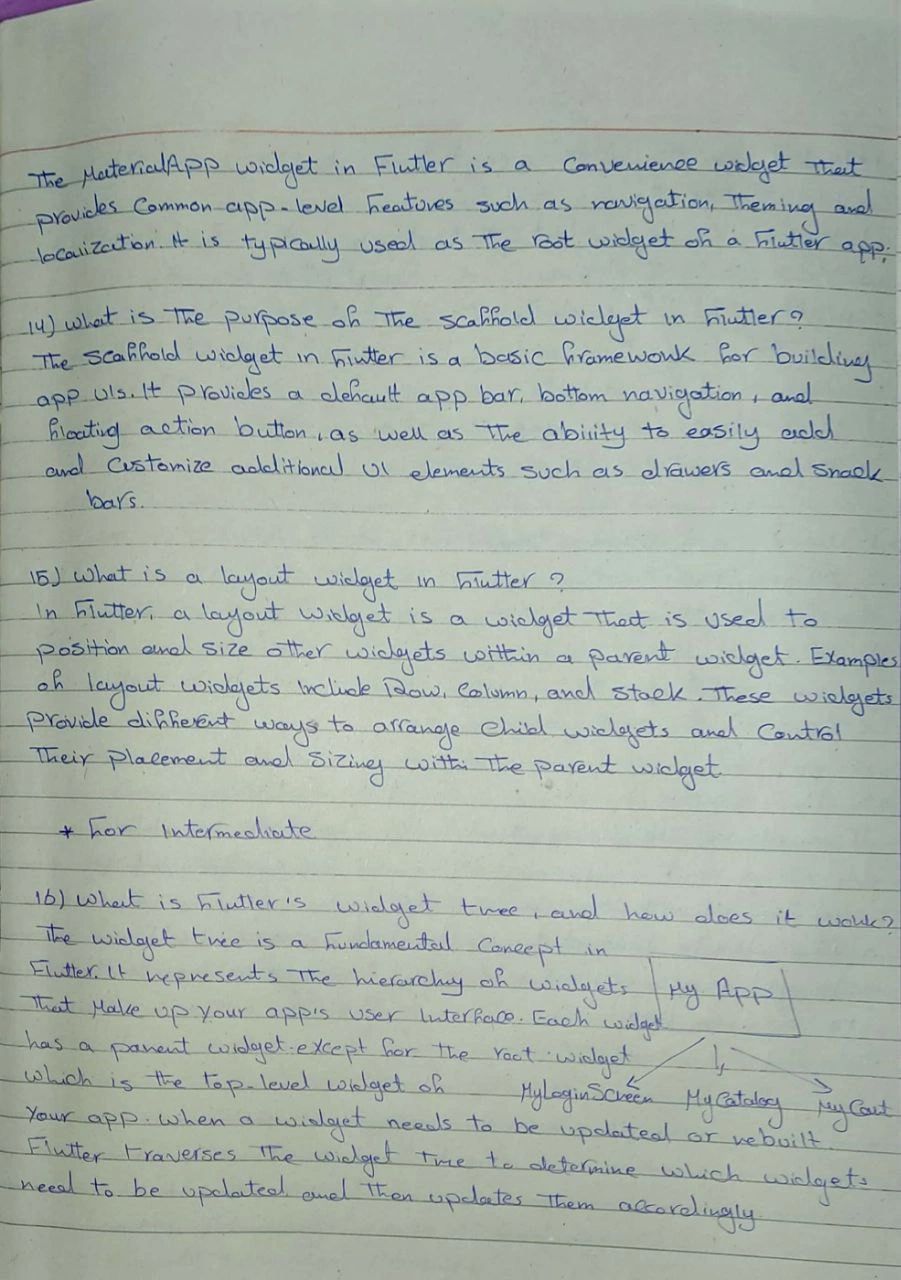 The MaterialApp widget in Flutter is a convenience widget that
provides Common app-level features such as navigation, Theming and
localization. It is typically used as the root widget of a Flutter app.
14) What is The purpose of The scaffold widget in Flutter?
The Scaffold widget in Flutter is a basic framework for building
app UIs. It provides a default app bar, bottom navigation, and
floating action button, as well as the ability to easily add
and Customize additional UI elements such as drawers and snack
bars.
15) What is a layout widget in Flutter ?
In Flutter, a layout widget is a widget That is used to
position and size other widgets within a parent widget. Examples
of layout widgets include Row, Column, and Stack. These widgets
provide different ways to arrange Child widgets and Control
Their placement and sizing withi The parent widget.
* For Intermediate
16) What is Flutter's widget tree, and how does it work?
The widget tree is a Fundamental Concept in
Flutter. It represents The hierarchy of widgets
That Make up your app's user Interface. Each widget
has a parent widget. except for the root widget
which is the top-level widget of
your app. When a widget needs to be updated or rebuilt
Flutter traverses The widget tree to determine which widgets
need to be updated and Then updates Them accordingly.
My App
MyLoginScreen MyCatalog MyCart